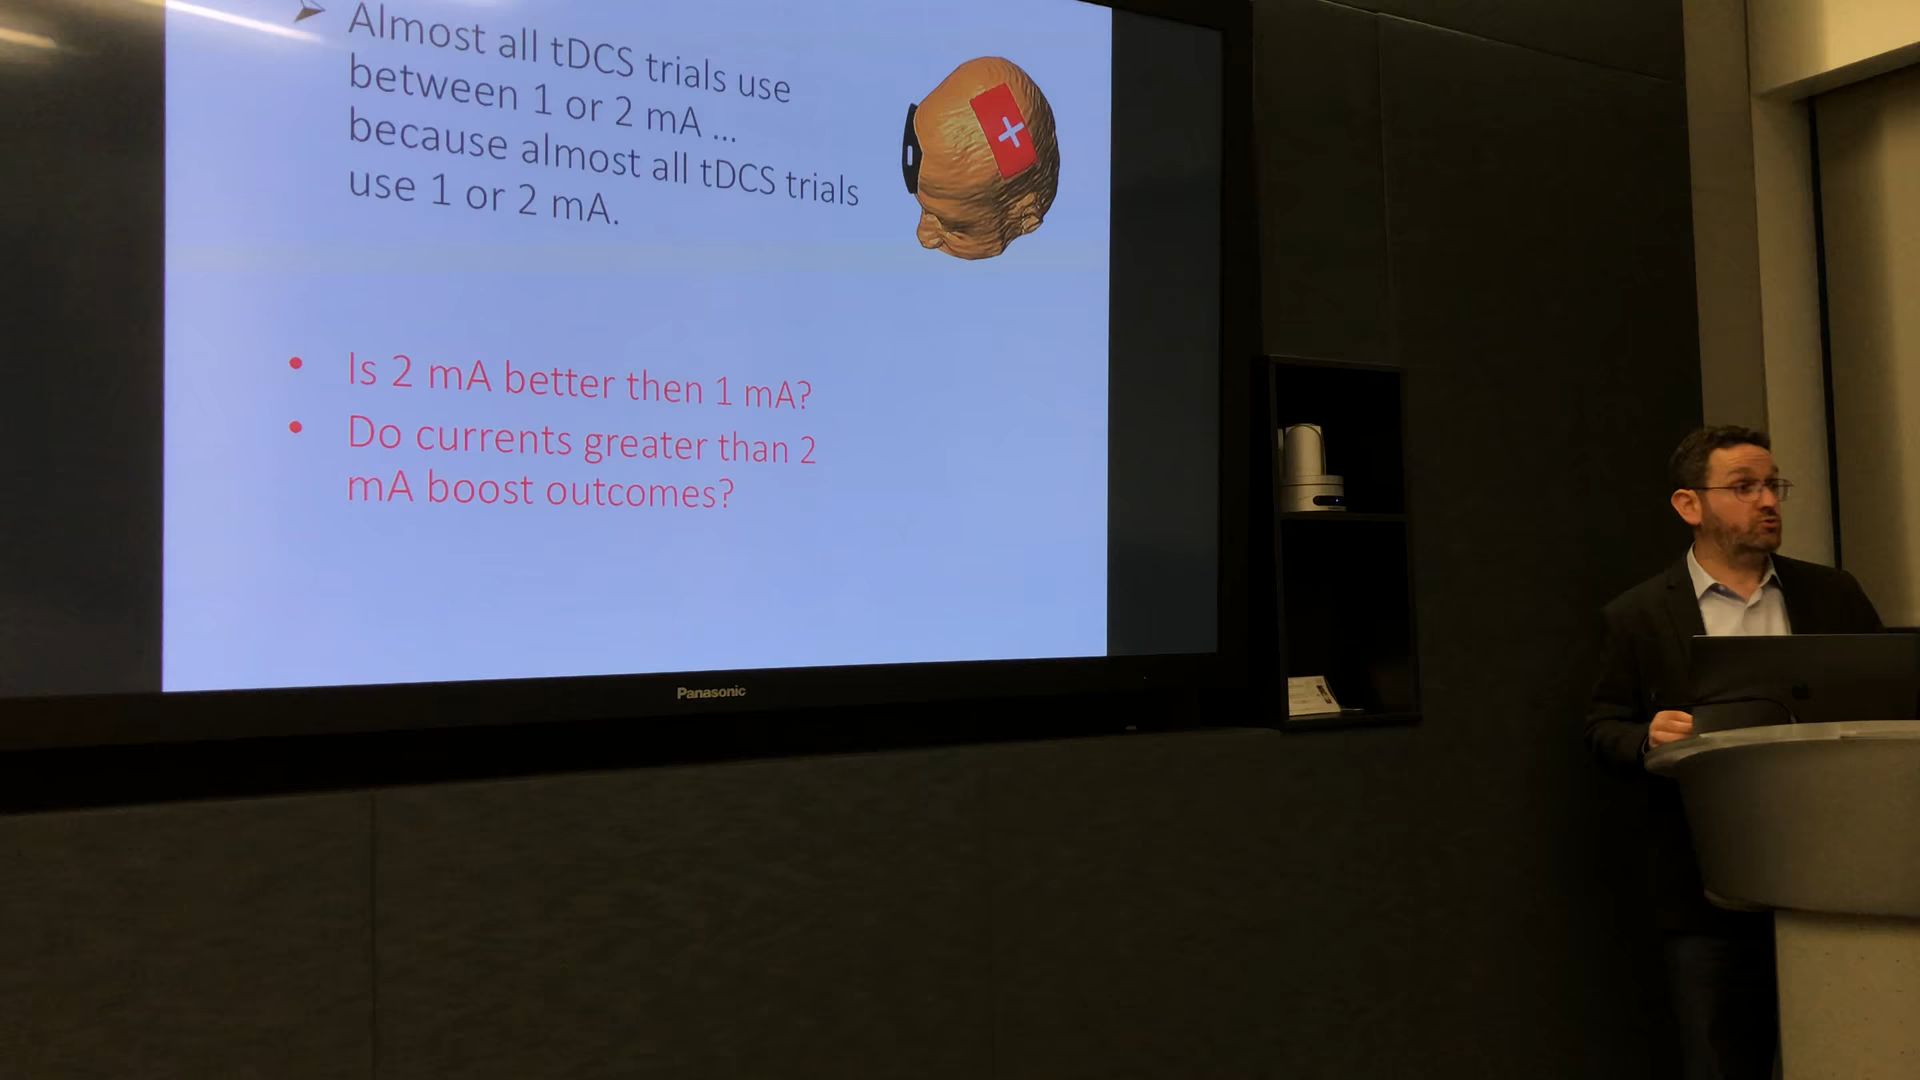 Almost all tDCS trials use
between 1 or 2 mA ...
because almost all tDCS trials
use 1 or 2 mA.
• Is 2 mA better then 1 mA?
• Do currents greater than 2
mA boost outcomes?
Panasonic